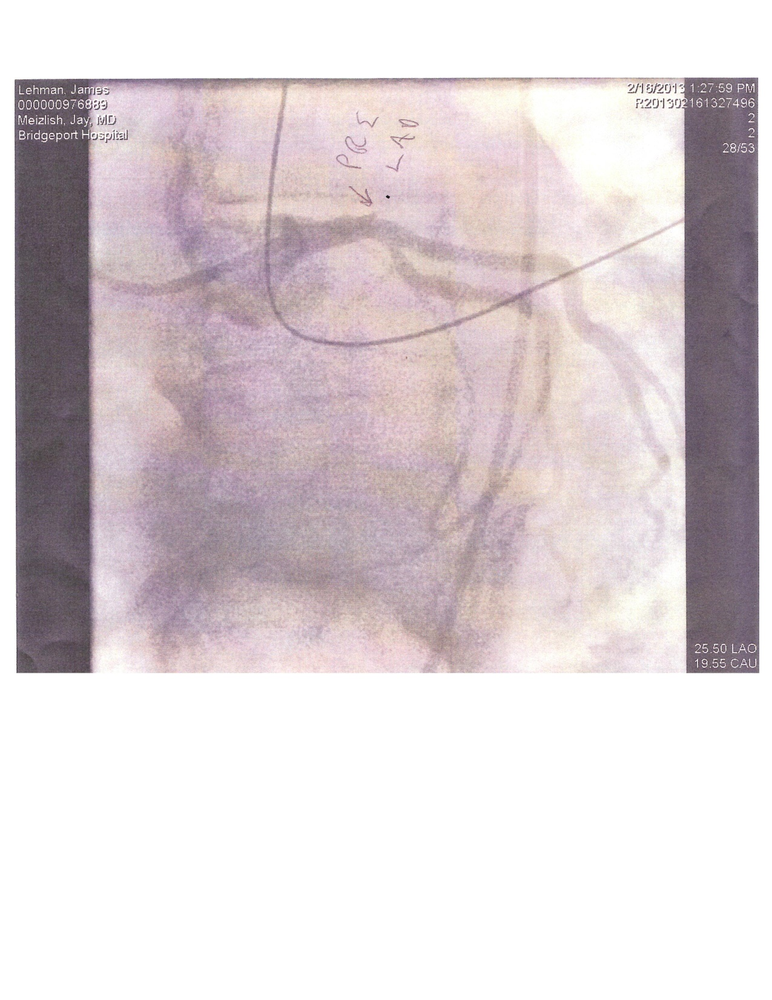 Lehman, James
000000976889
Meizlish, Jay, MD
Bridgeport Hospital
2/16/2013 1:27:59 PM
R201302161327496
2
2
28/53
PRE
LAD
25.50 LAO
19.55 CAU